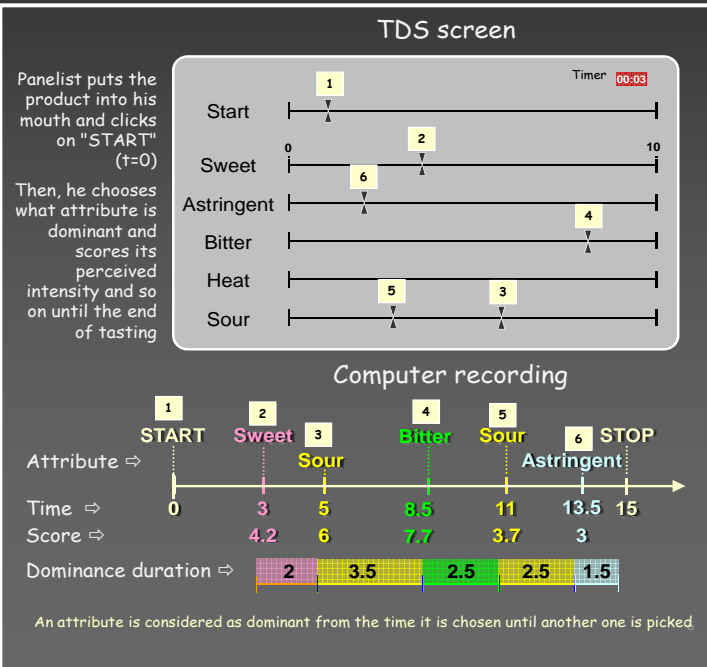 TDS screen
Panelist puts the
product into his
mouth and clicks
on "START"
(t=0)
Then, he chooses
what attribute is
dominant and
scores its
perceived
intensity and so
on until the end
of tasting
Timer 00:03
1
Start
0 2 10
Sweet
6
Astringent
4
Bitter
Heat
5 3
Sour
Computer recording
1 2 3 4 5 6
START Sweet Bitter Sour STOP
Attribute ⇨ Sour Astringent
Time ⇨ 0 3 5 8.5 11 13.5 15
Score ⇨ 4.2 6 7.7 3.7 3
Dominance duration ⇨ 2 3.5 2.5 2.5 1.5
An attribute is considered as dominant from the time it is chosen until another one is picked